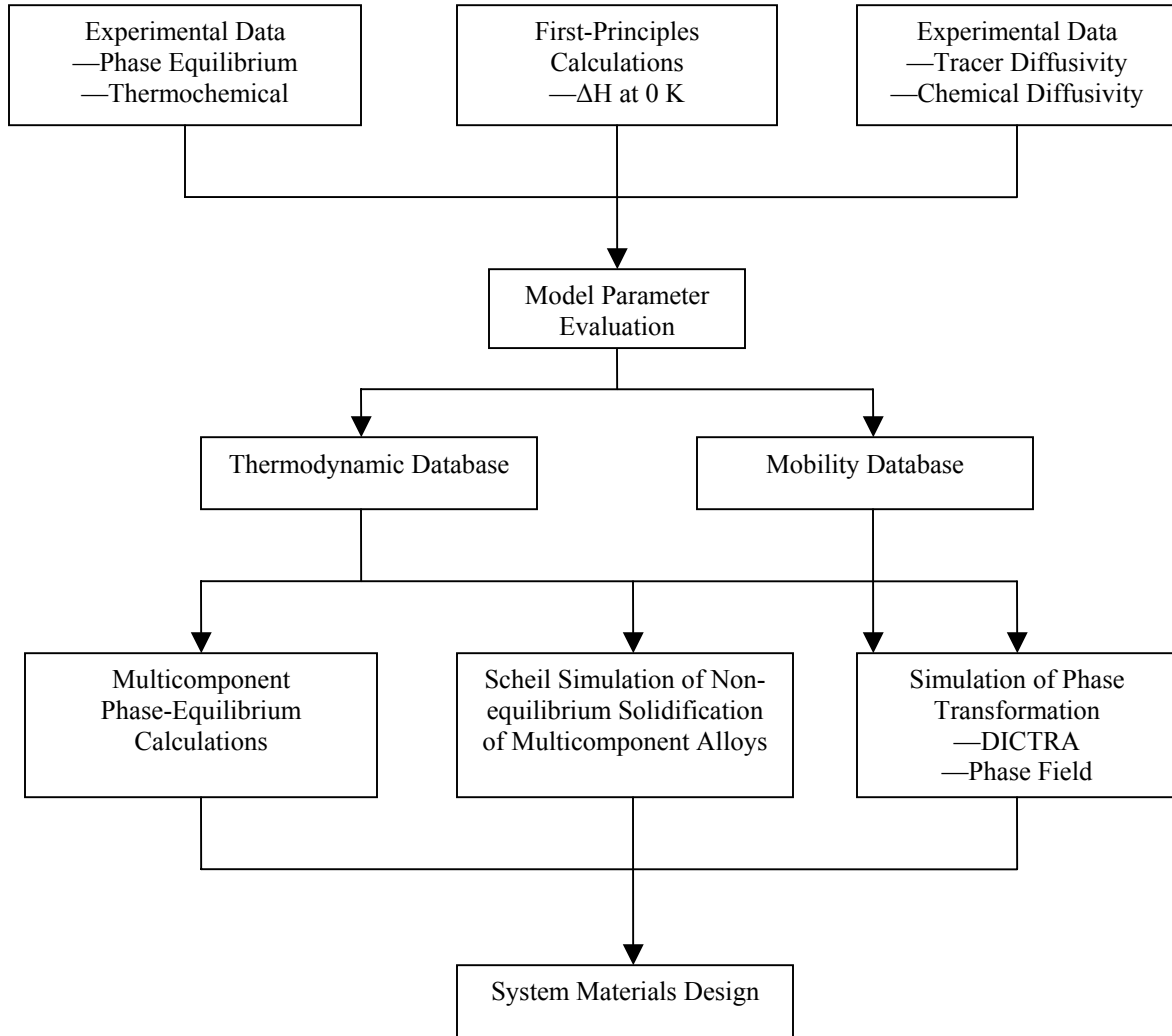 Experimental Data
—Phase Equilibrium
—Thermochemical
First-Principles
Calculations
—ΔH at 0 K
Experimental Data
—Tracer Diffusivity
—Chemical Diffusivity
Model Parameter
Evaluation
Thermodynamic Database
Mobility Database
Multicomponent
Phase-Equilibrium
Calculations
Scheil Simulation of Non-
equilibrium Solidification
of Multicomponent Alloys
Simulation of Phase
Transformation
—DICTRA
—Phase Field
System Materials Design